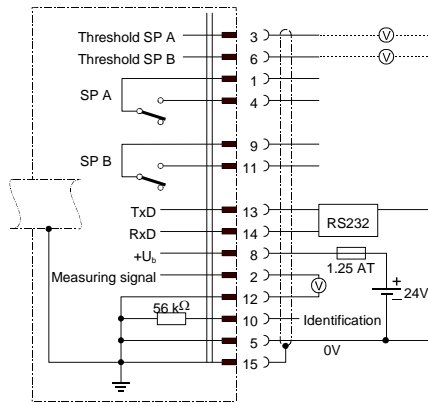 Threshold SP A 3 V
Threshold SP B 6 V
1
SP A 4
9
SP B 11
TxD 13 RS232
RxD 14
+Ub 8 1.25 AT
Measuring signal 2 V + 24V
12 −
56 kΩ 10 Identification
5 0V
15